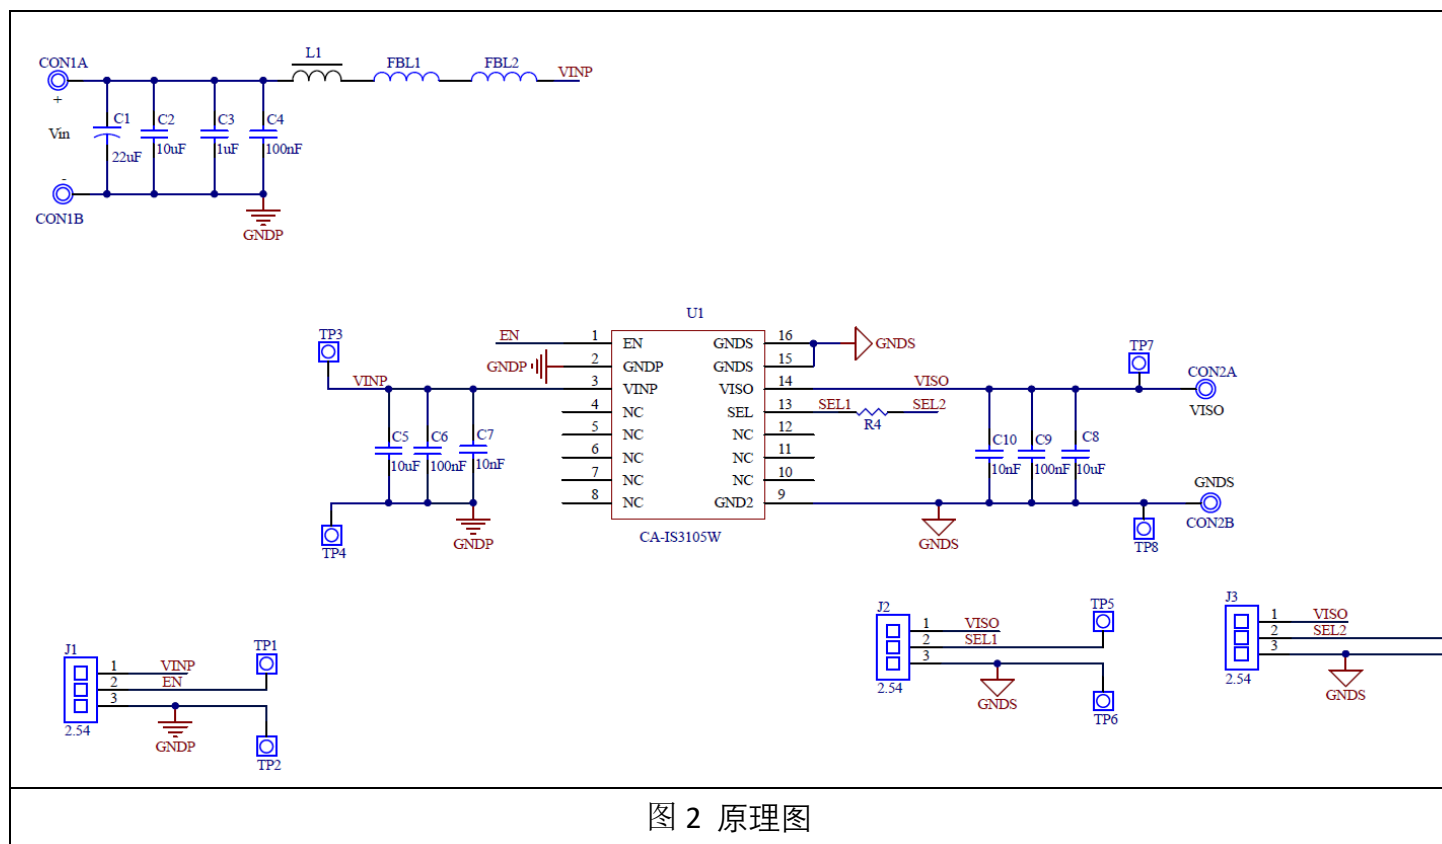 L1
CON1A
FBL1
FBL2
VINP
+
C1
C2
C3
C4
Vin
22uF
10uF
1uF
100nF
-
CON1B
GNDP
U1
TP3
EN
1
EN
GNDS
16
GNDS
TP7
GNDP
2
GNDP
GNDS
15
CON2A
VINP
3
VINP
VISO
14
VISO
VISO
4
NC
SEL
13
SEL1
SEL2
R4
5
NC
NC
12
C5
C6
C7
C10
C9
C8
6
NC
NC
11
10uF
100nF
10nF
10nF
100nF
10uF
7
NC
NC
10
GNDS
8
NC
GND2
9
CON2B
TP4
GNDP
CA-IS3105W
GNDS
TP8
J2
TP5
J3
1
VISO
1
VISO
2
SEL1
2
SEL2
3
3
2.54
GNDS
TP6
2.54
GNDS
J1
TP1
1
VINP
2
EN
3
2.54
GNDP
TP2
图 2 原理图